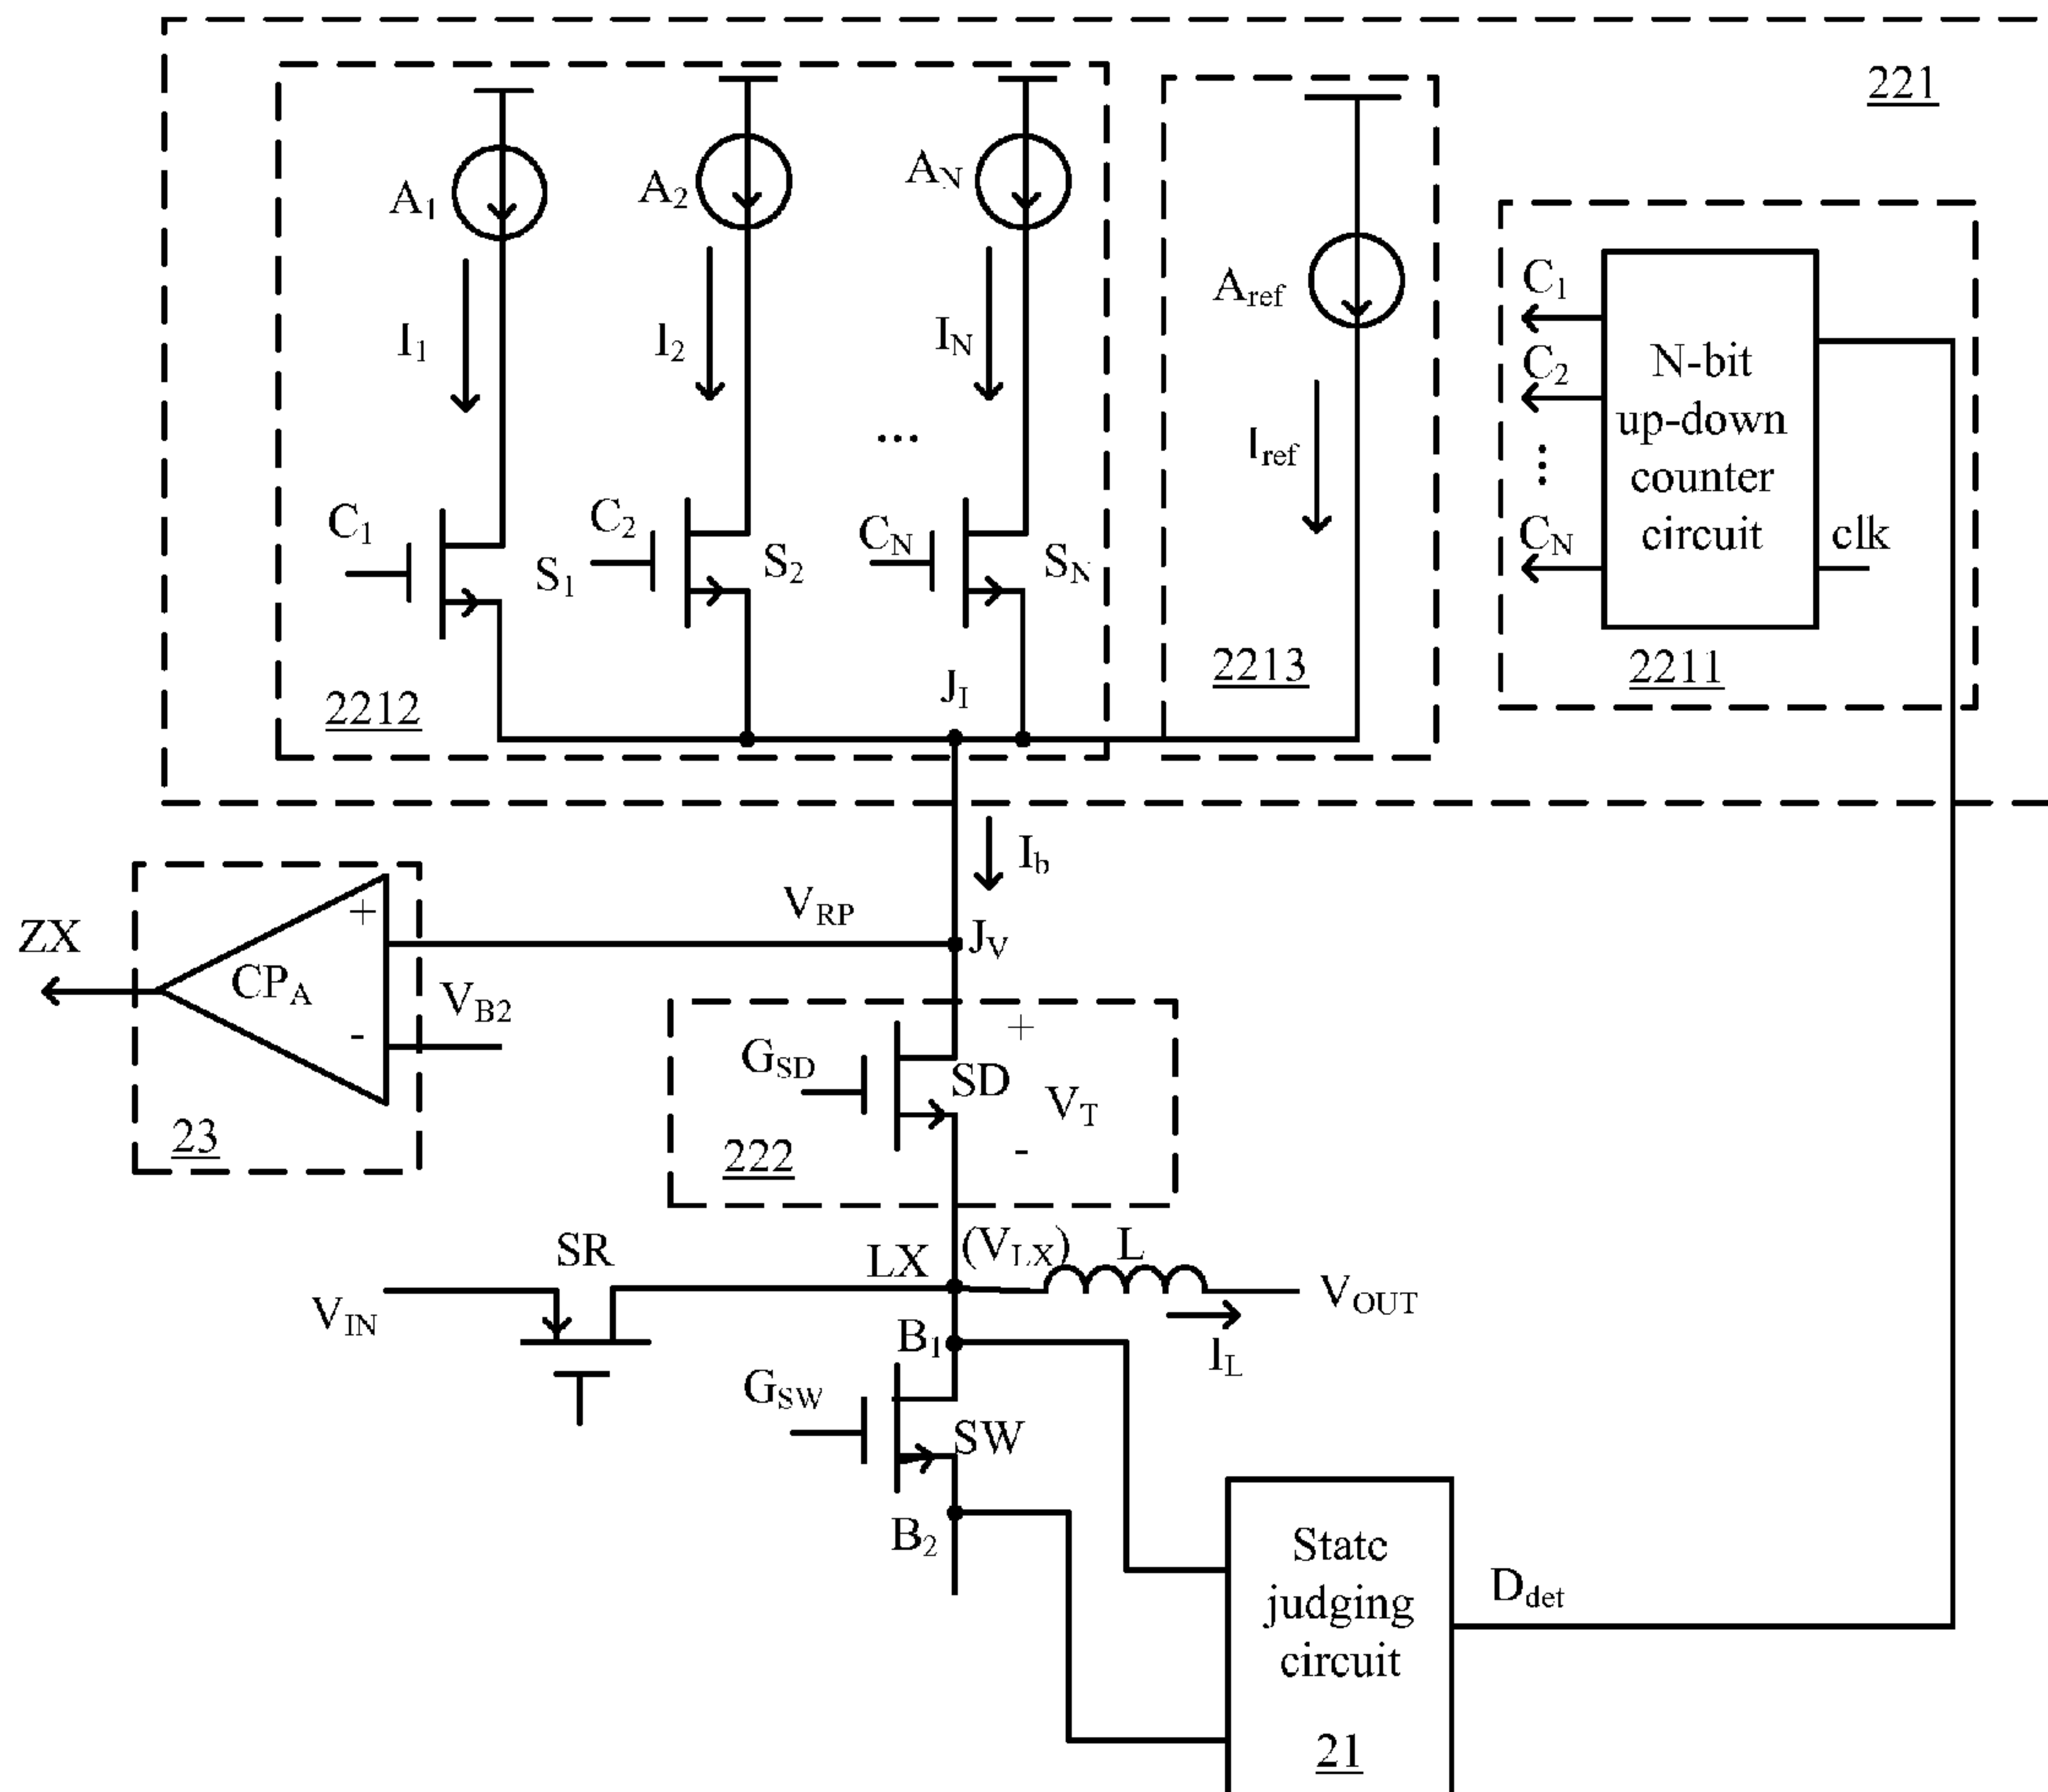 221
A1
A2
AN
Aref
I1
I2
IN
Iref
...
C1
C2
CN
S1
S2
SN
C1
C2
CN
N-bit
up-down
counter
circuit
clk
2211
2212
2213
JI
Ib
ZX
+
CPA
-
VRP
JV
VB2
23
GSD
SD
+
VT
-
222
SR
LX
(VLX)
L
VIN
VOUT
IL
B1
GSW
SW
B2
State
judging
circuit
21
Ddet